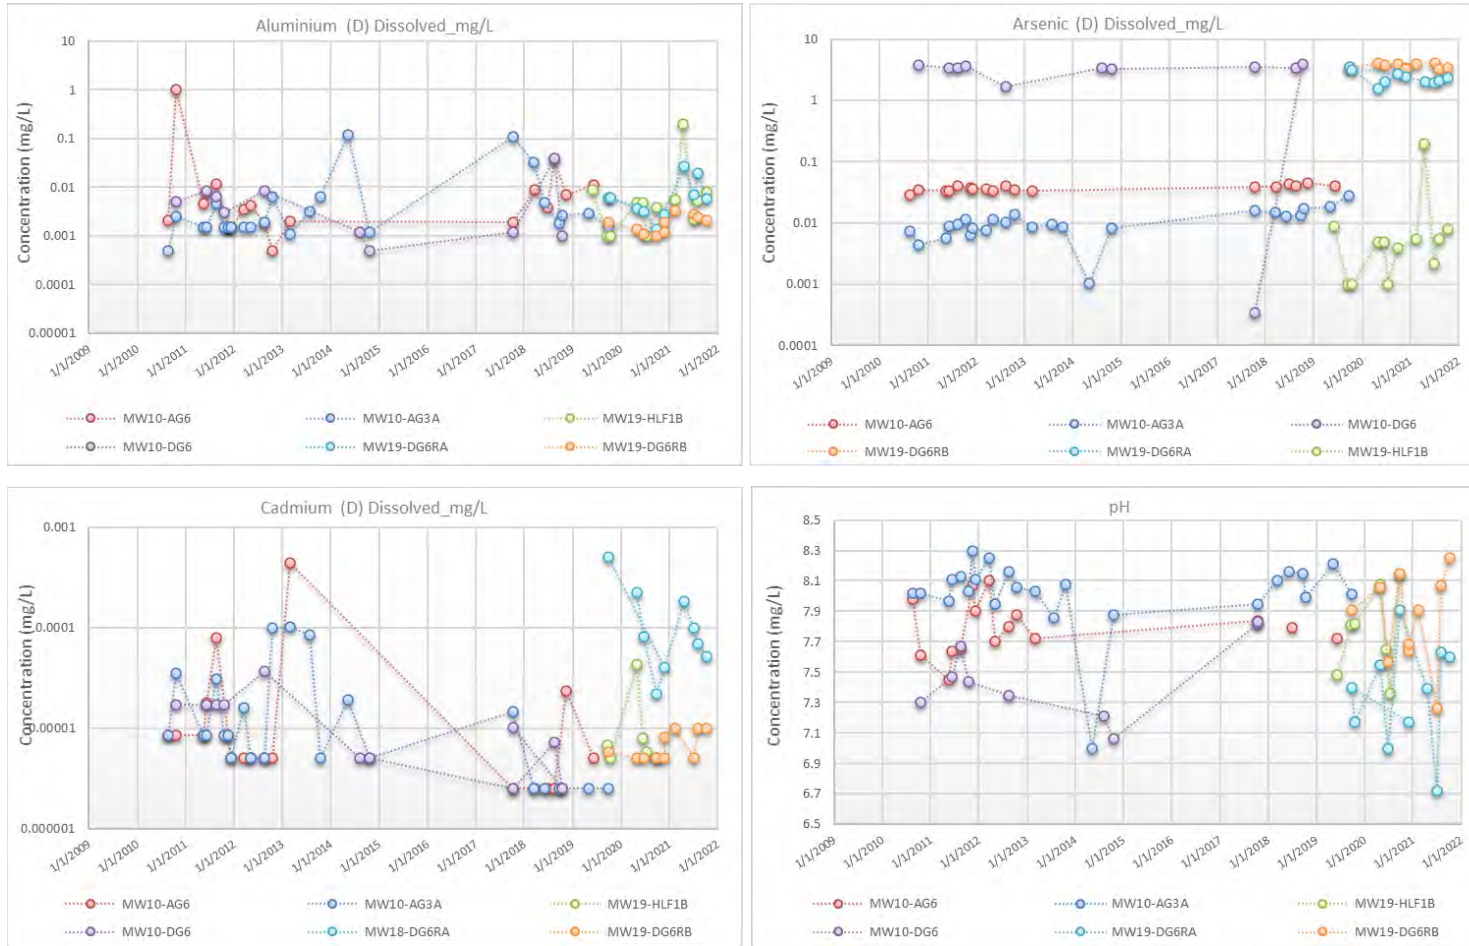 Aluminium (D) Dissolved_mg/L
Concentration (mg/L)
10
1
0.1
0.01
0.001
0.0001
0.00001
1/1/2009 1/1/2010 1/1/2011 1/1/2012 1/1/2013 1/1/2014 1/1/2015 1/1/2016 1/1/2017 1/1/2018 1/1/2019 1/1/2020 1/1/2021 1/1/2022
MW10-AG6 MW10-AG3A MW19-HLF1B
MW10-DG6 MW19-DG6RA MW19-DG6RB
Arsenic (D) Dissolved_mg/L
Concentration (mg/L)
10
1
0.1
0.01
0.001
0.0001
1/1/2009 1/1/2010 1/1/2011 1/1/2012 1/1/2013 1/1/2014 1/1/2015 1/1/2016 1/1/2017 1/1/2018 1/1/2019 1/1/2020 1/1/2021 1/1/2022
MW10-AG6 MW10-AG3A MW10-DG6
MW19-DG6RB MW19-DG6RA MW19-HLF1B
Cadmium (D) Dissolved_mg/L
Concentration (mg/L)
0.001
0.0001
0.00001
0.000001
1/1/2009 1/1/2010 1/1/2011 1/1/2012 1/1/2013 1/1/2014 1/1/2015 1/1/2016 1/1/2017 1/1/2018 1/1/2019 1/1/2020 1/1/2021 1/1/2022
MW10-AG6 MW10-AG3A MW19-HLF1B
MW10-DG6 MW18-DG6RA MW19-DG6RB
pH
Concentration (mg/L)
8.5
8.3
8.1
7.9
7.7
7.5
7.3
7.1
6.9
6.7
6.5
1/1/2009 1/1/2010 1/1/2011 1/1/2012 1/1/2013 1/1/2014 1/1/2015 1/1/2016 1/1/2017 1/1/2018 1/1/2019 1/1/2020 1/1/2021 1/1/2022
MW10-AG6 MW10-AG3A MW19-HLF1B
MW10-DG6 MW19-DG6RA MW19-DG6RB